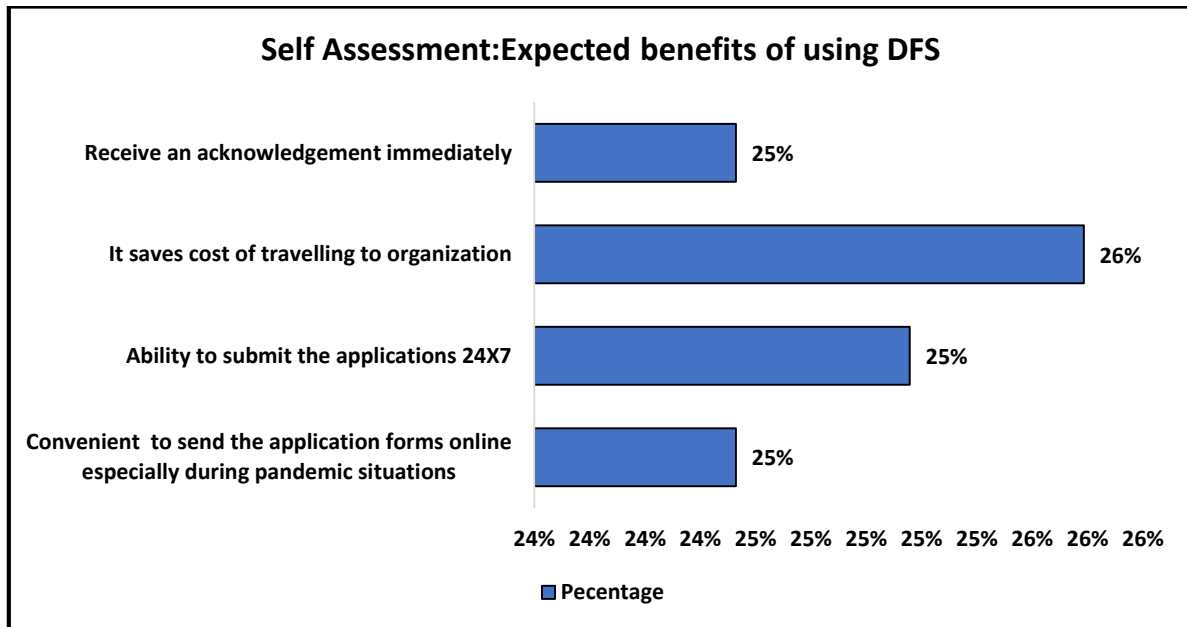 Self Assessment:Expected benefits of using DFS
Receive an acknowledgement immediately
25%
It saves cost of travelling to organization
26%
Ability to submit the applications 24X7
25%
Convenient  to send the application forms online
especially during pandemic situations
25%
24% 24% 24% 24% 25% 25% 25% 25% 25% 26% 26% 26%
Pecentage